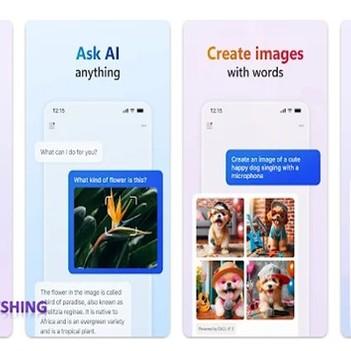 Ask AI
anything
12:15
What can I do for you?
What kind of flower is this?
The flower in the image is called
bird of paradise, also known as
strelitzia reginae. It is native to
Africa and is an evergreen variety
and is a tropical plant.
SHING
Create images
with words
12:15
Create an image of a cute
happy dog singing with a
microphone
Powered by DALL·E 3